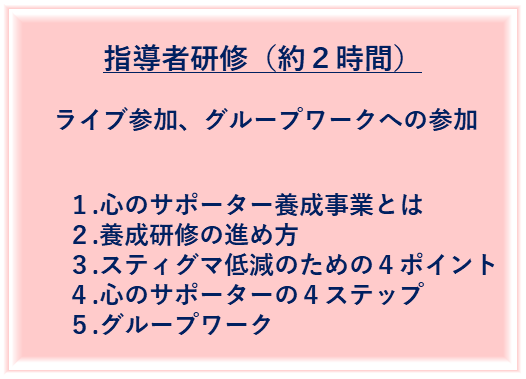 指導者研修（約２時間）
ライブ参加、グループワークへの参加
１.心のサポーター養成事業とは
２.養成研修の進め方
３.スティグマ低減のための４ポイント
４.心のサポーターの４ステップ
５.グループワーク